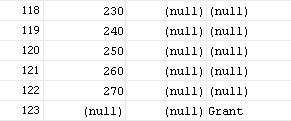 118 230 (null) (null)
119 240 (null) (null)
120 250 (null) (null)
121 260 (null) (null)
122 270 (null) (null)
123 (null) (null) Grant